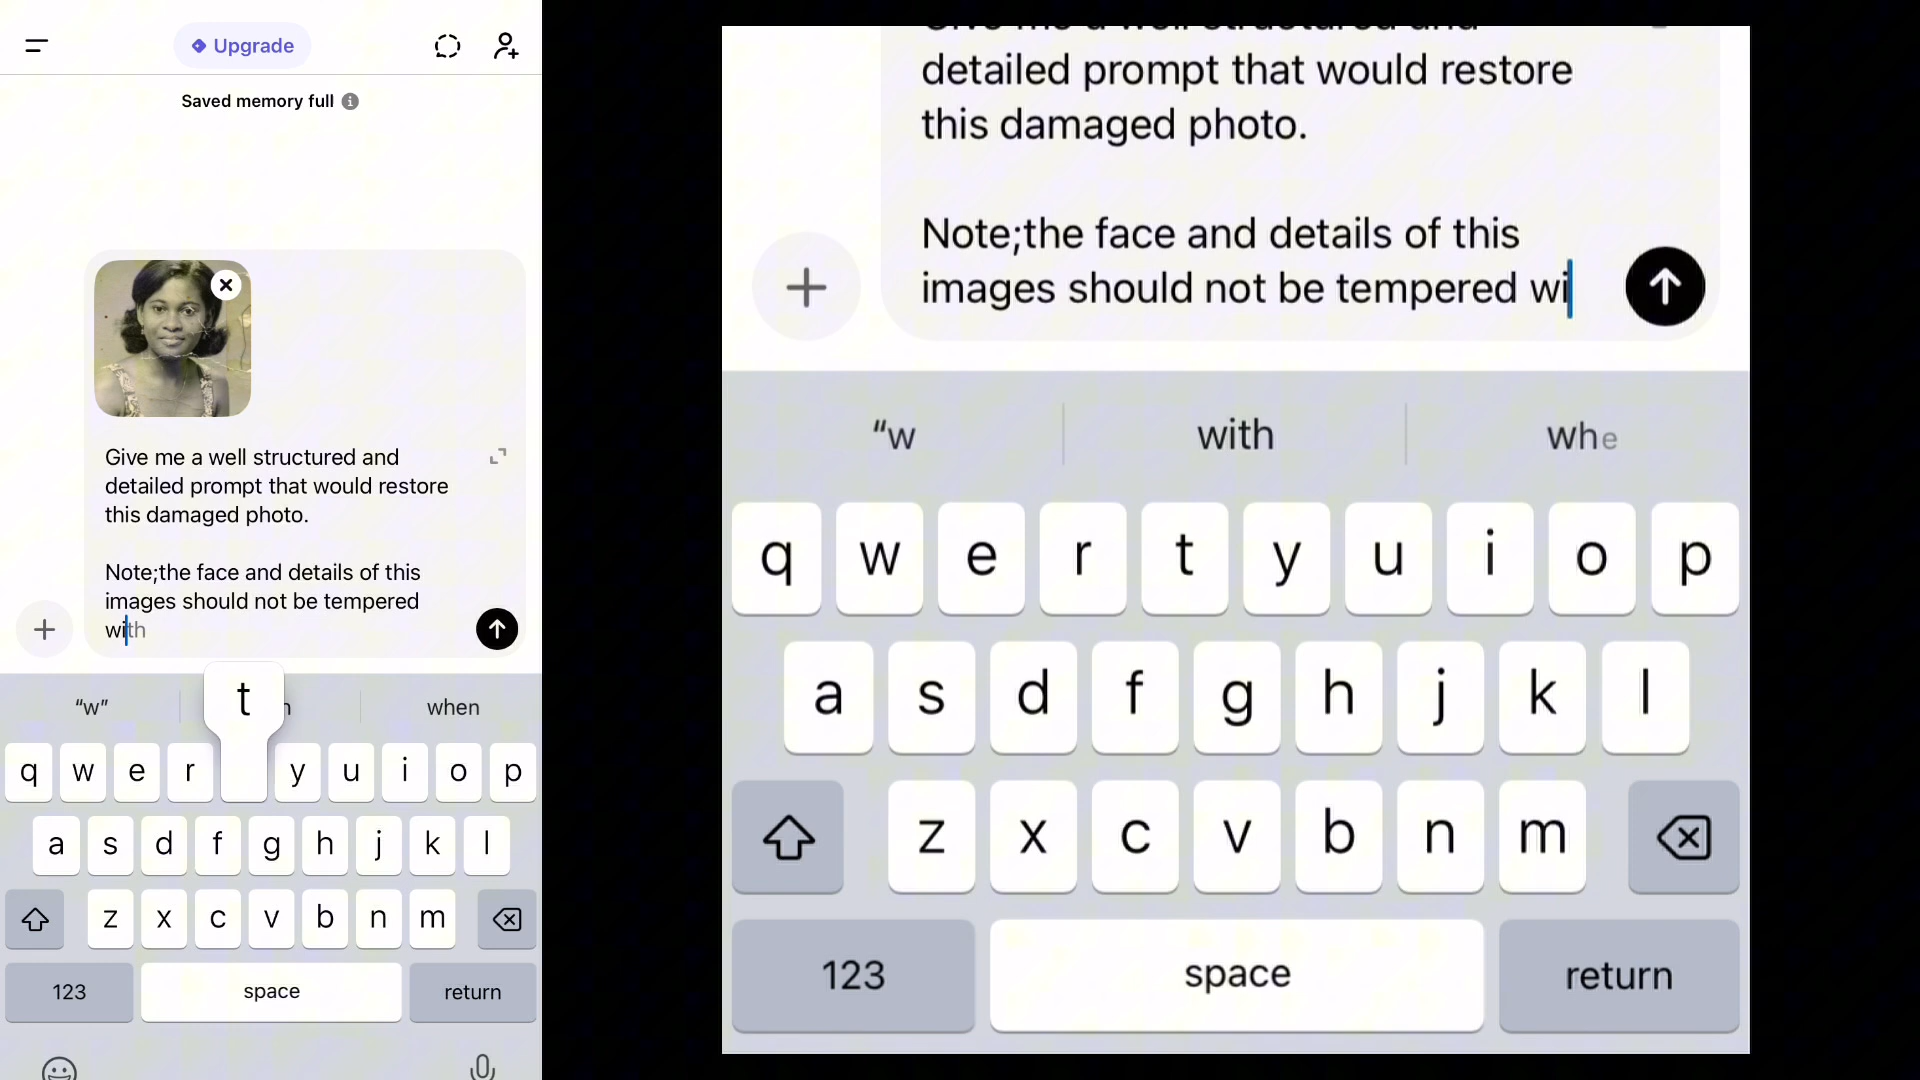 Upgrade
Saved memory full
Give me a well structured and
detailed prompt that would restore
this damaged photo.
Note;the face and details of this
images should not be tempered
with
“w”
t
when
q w e r y u i o p
a s d f g h j k l
z x c v b n m
123 space return
detailed prompt that would restore
this damaged photo.
Note;the face and details of this
images should not be tempered wi
“w with whe
q w e r t y u i o p
a s d f g h j k l
z x c v b n m
123 space return